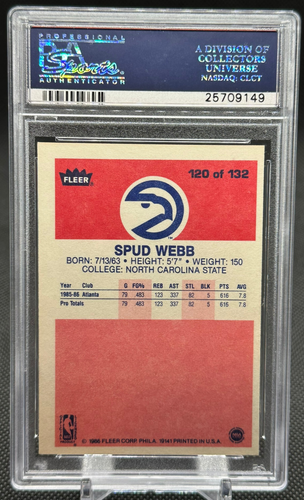 PROFESSIONAL
PSA
Sports
AUTHENTICATOR
A DIVISION OF
COLLECTORS
UNIVERSE
NASDAQ: CLCT
25709149
FLEER
120 of 132
SPUD WEBB
BORN: 7/13/63 • HEIGHT: 5'7" • WEIGHT: 150
COLLEGE: NORTH CAROLINA STATE
Year Club G FG% REB AST STL BLK PTS AVG
1985-86 Atlanta 79 .483 123 337 82 5 616 7.8
Pro Totals 79 .483 123 337 82 5 616 7.8
NBA
© 1986 FLEER CORP. PHILA. 19141 PRINTED IN U.S.A.